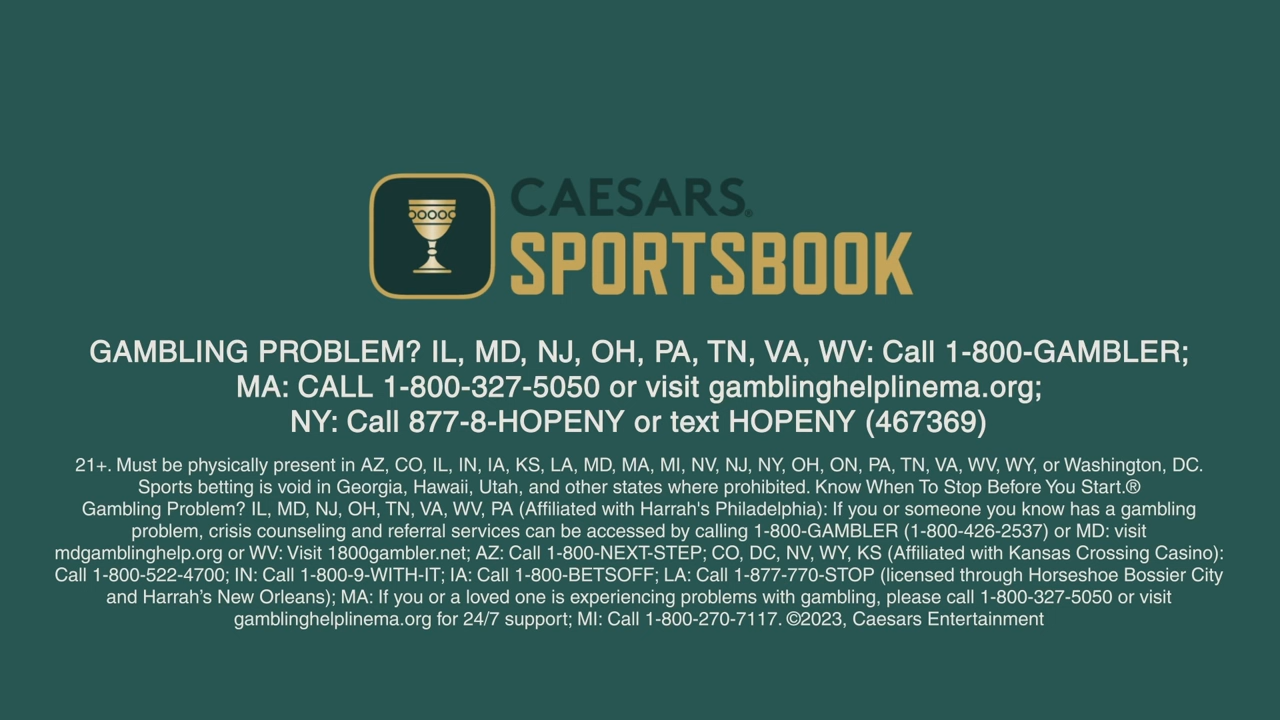 CAESARS®
SPORTSBOOK
GAMBLING PROBLEM? IL, MD, NJ, OH, PA, TN, VA, WV: Call 1-800-GAMBLER;
MA: CALL 1-800-327-5050 or visit gamblinghelplinema.org;
NY: Call 877-8-HOPENY or text HOPENY (467369)
21+. Must be physically present in AZ, CO, IL, IN, IA, KS, LA, MD, MA, MI, NV, NJ, NY, OH, ON, PA, TN, VA, WV, WY, or Washington, DC.
Sports betting is void in Georgia, Hawaii, Utah, and other states where prohibited. Know When To Stop Before You Start.®
Gambling Problem? IL, MD, NJ, OH, TN, VA, WV, PA (Affiliated with Harrah's Philadelphia): If you or someone you know has a gambling
problem, crisis counseling and referral services can be accessed by calling 1-800-GAMBLER (1-800-426-2537) or MD: visit
mdgamblinghelp.org or WV: Visit 1800gambler.net; AZ: Call 1-800-NEXT-STEP; CO, DC, NV, WY, KS (Affiliated with Kansas Crossing Casino):
Call 1-800-522-4700; IN: Call 1-800-9-WITH-IT; IA: Call 1-800-BETSOFF; LA: Call 1-877-770-STOP (licensed through Horseshoe Bossier City
and Harrah’s New Orleans); MA: If you or a loved one is experiencing problems with gambling, please call 1-800-327-5050 or visit
gamblinghelplinema.org for 24/7 support; MI: Call 1-800-270-7117. ©2023, Caesars Entertainment